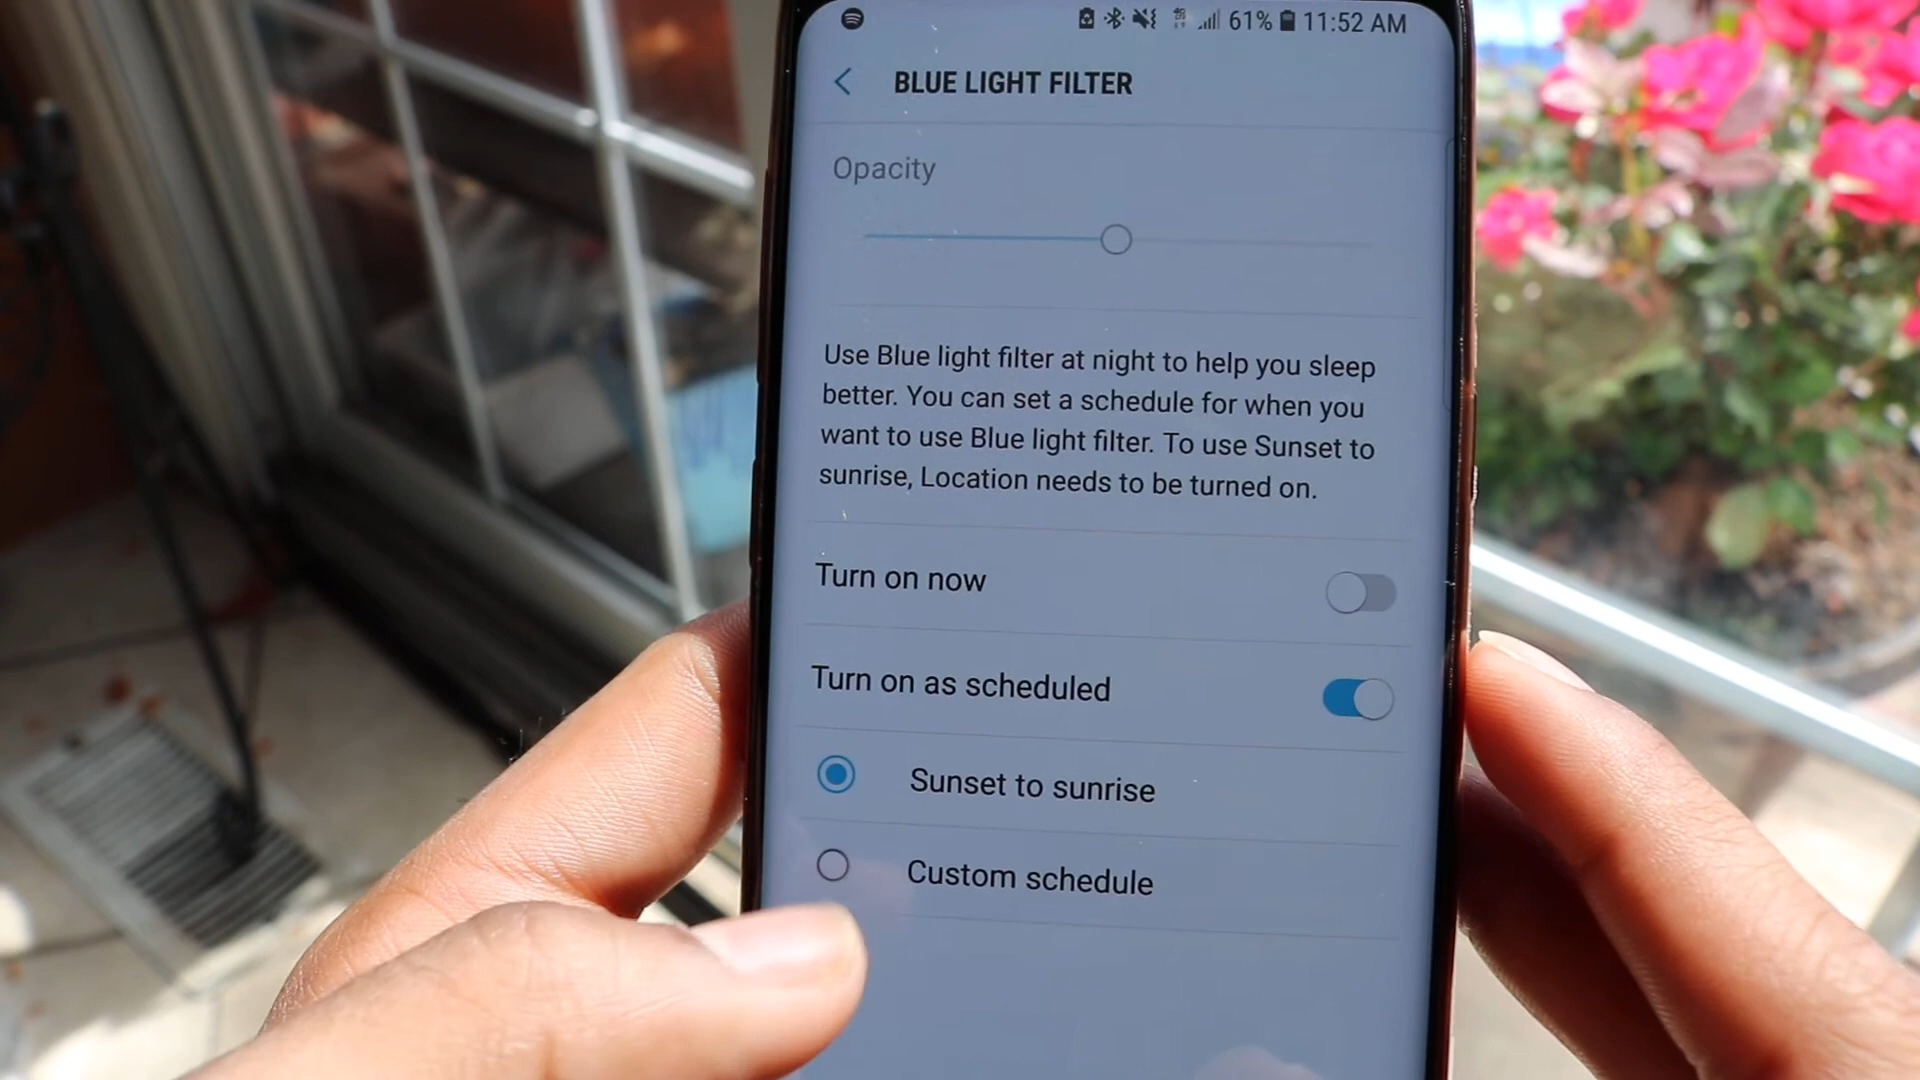 61% 11:52 AM
BLUE LIGHT FILTER
Opacity
Use Blue light filter at night to help you sleep
better. You can set a schedule for when you
want to use Blue light filter. To use Sunset to
sunrise, Location needs to be turned on.
Turn on now
Turn on as scheduled
Sunset to sunrise
Custom schedule